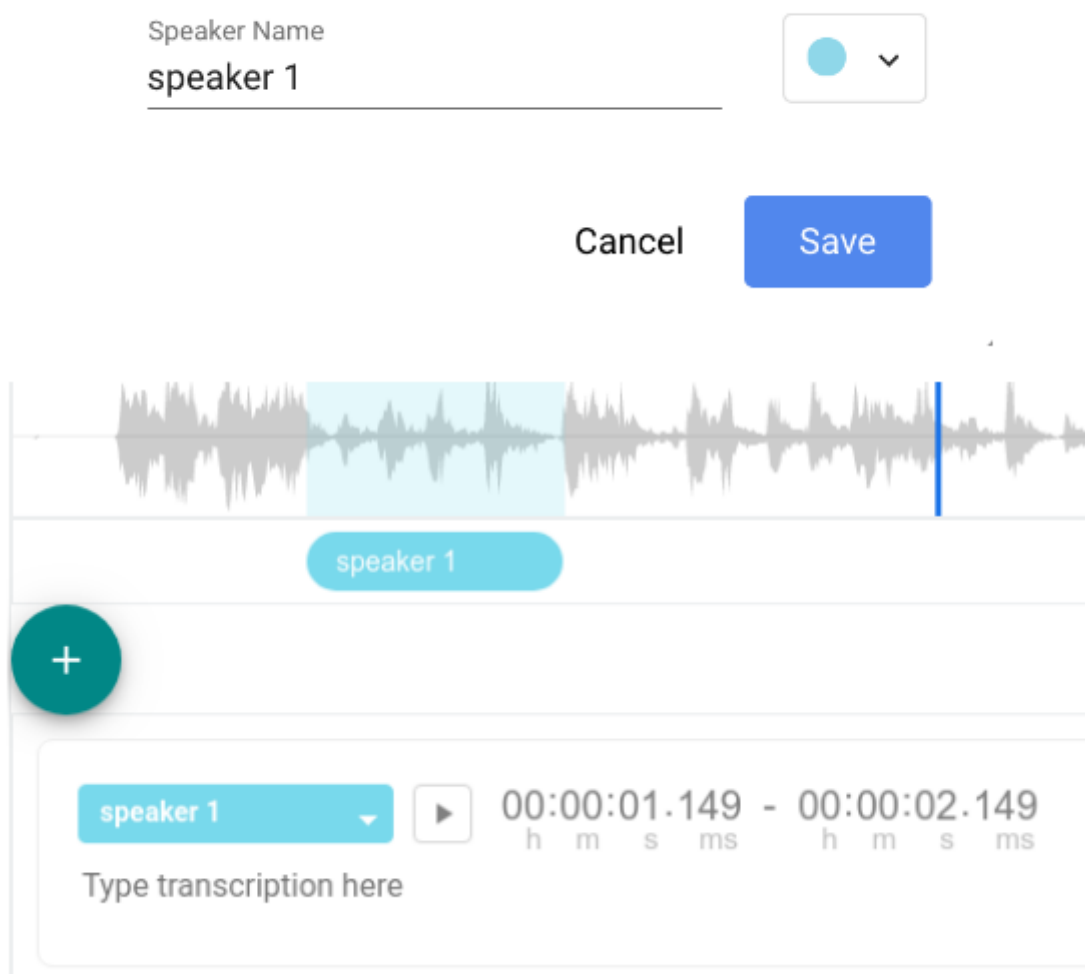 Speaker Name
speaker 1
Cancel Save
speaker 1
+
speaker 1 00:00:01.149 - 00:00:02.149
h m s ms h m s ms
Type transcription here